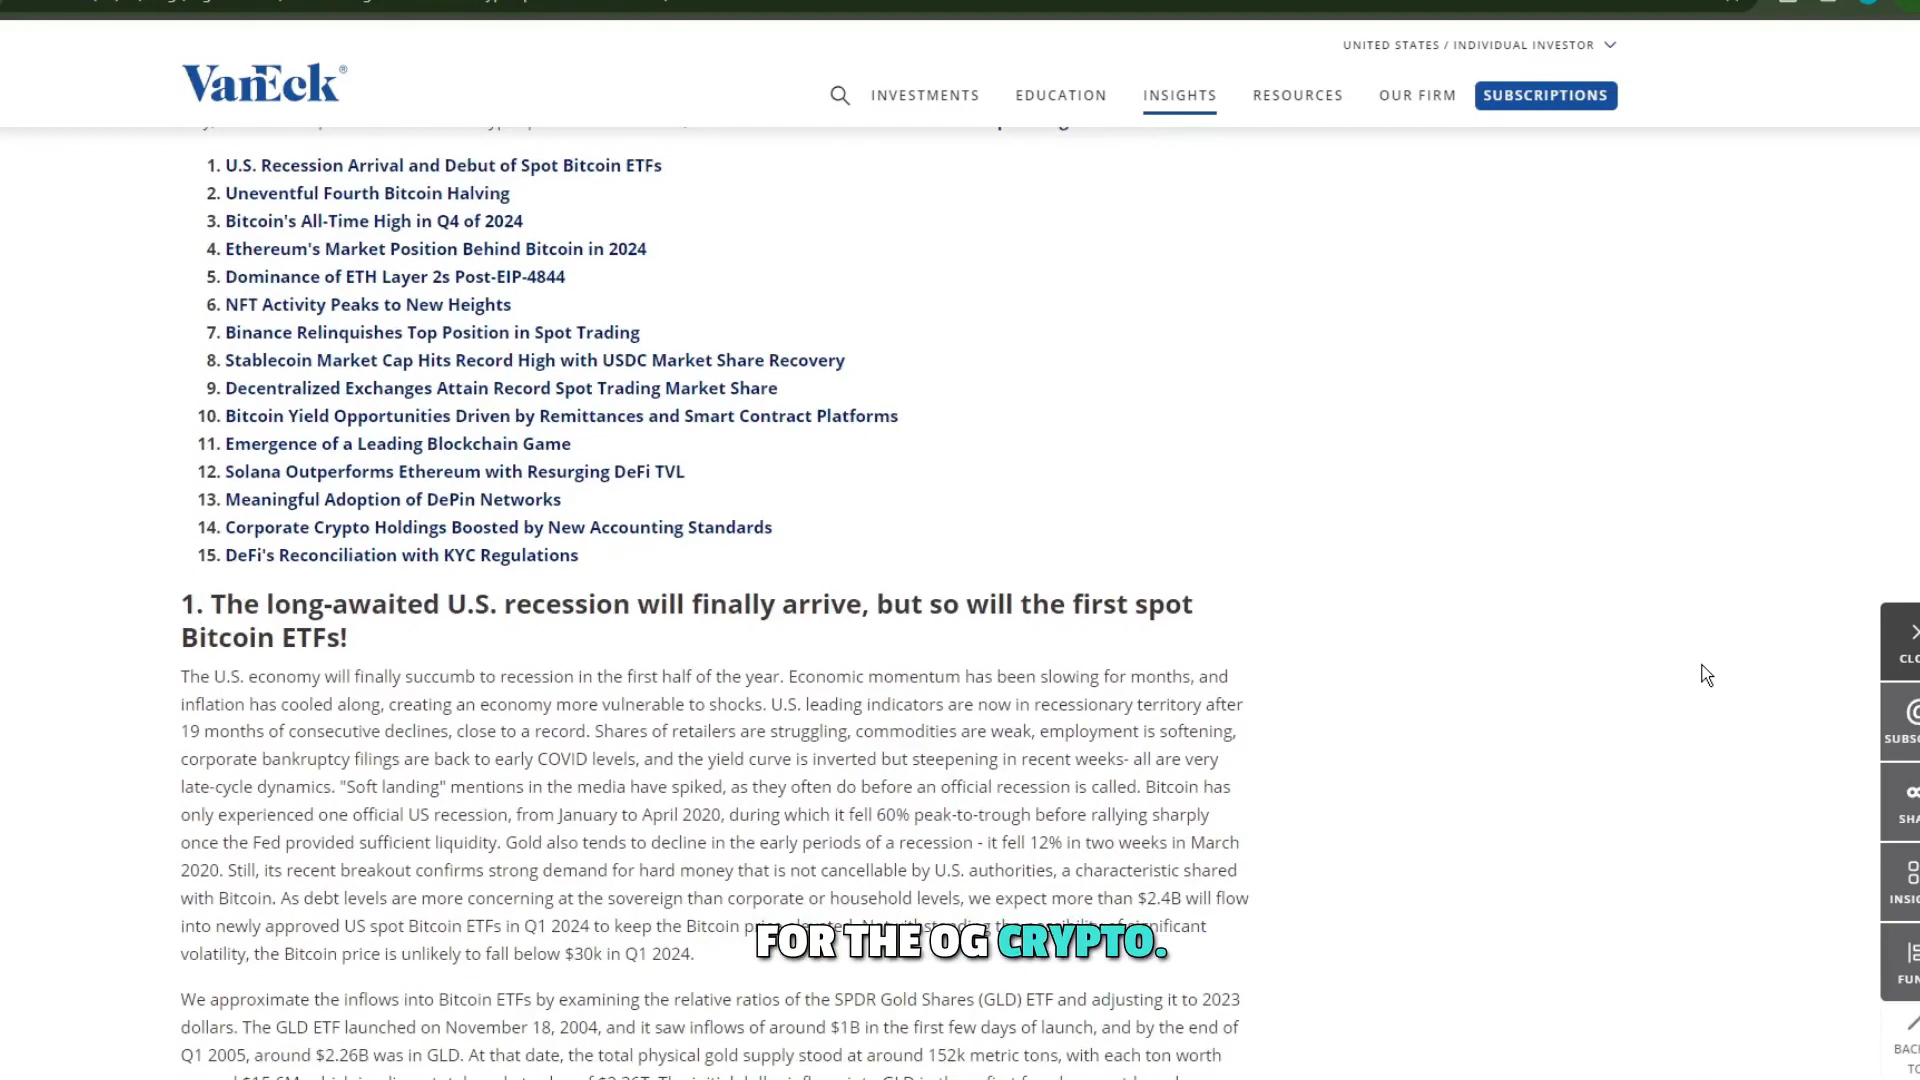 UNITED STATES / INDIVIDUAL INVESTOR
VanEck®
INVESTMENTS EDUCATION INSIGHTS RESOURCES OUR FIRM SUBSCRIPTIONS
1. U.S. Recession Arrival and Debut of Spot Bitcoin ETFs
2. Uneventful Fourth Bitcoin Halving
3. Bitcoin's All-Time High in Q4 of 2024
4. Ethereum's Market Position Behind Bitcoin in 2024
5. Dominance of ETH Layer 2s Post-EIP-4844
6. NFT Activity Peaks to New Heights
7. Binance Relinquishes Top Position in Spot Trading
8. Stablecoin Market Cap Hits Record High with USDC Market Share Recovery
9. Decentralized Exchanges Attain Record Spot Trading Market Share
10. Bitcoin Yield Opportunities Driven by Remittances and Smart Contract Platforms
11. Emergence of a Leading Blockchain Game
12. Solana Outperforms Ethereum with Resurging DeFi TVL
13. Meaningful Adoption of DePin Networks
14. Corporate Crypto Holdings Boosted by New Accounting Standards
15. DeFi's Reconciliation with KYC Regulations
1. The long-awaited U.S. recession will finally arrive, but so will the first spot
Bitcoin ETFs!
The U.S. economy will finally succumb to recession in the first half of the year. Economic momentum has been slowing for months, and
inflation has cooled along, creating an economy more vulnerable to shocks. U.S. leading indicators are now in recessionary territory after
19 months of consecutive declines, close to a record. Shares of retailers are struggling, commodities are weak, employment is softening,
corporate bankruptcy filings are back to early COVID levels, and the yield curve is inverted but steepening in recent weeks- all are very
late-cycle dynamics. "Soft landing" mentions in the media have spiked, as they often do before an official recession is called. Bitcoin has
only experienced one official US recession, from January to April 2020, during which it fell 60% peak-to-trough before rallying sharply
once the Fed provided sufficient liquidity. Gold also tends to decline in the early periods of a recession - it fell 12% in two weeks in March
2020. Still, its recent breakout confirms strong demand for hard money that is not cancellable by U.S. authorities, a characteristic shared
with Bitcoin. As debt levels are more concerning at the sovereign than corporate or household levels, we expect more than $2.4B will flow
into newly approved US spot Bitcoin ETFs in Q1 2024 to keep the Bitcoin significant
volatility, the Bitcoin price is unlikely to fall below $30k in Q1 2024.
FOR THE OG CRYPTO.
We approximate the inflows into Bitcoin ETFs by examining the relative ratios of the SPDR Gold Shares (GLD) ETF and adjusting it to 2023
dollars. The GLD ETF launched on November 18, 2004, and it saw inflows of around $1B in the first few days of launch, and by the end of
Q1 2005, around $2.26B was in GLD. At that date, the total physical gold supply stood at around 152k metric tons, with each ton worth